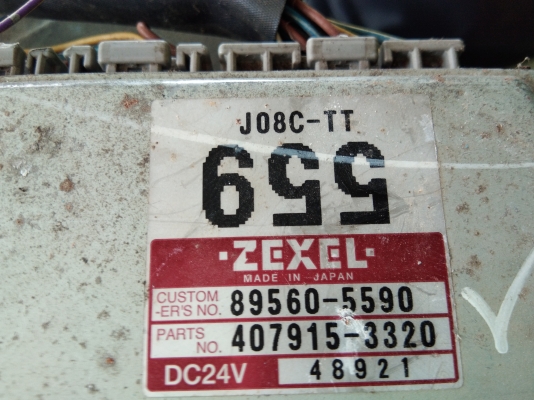 J08C-TT
559
·ZEXEL·
MADE IN JAPAN
CUSTOM
-ER'S NO. 89560-5590
PARTS
NO. 407915-3320
DC24V 48921